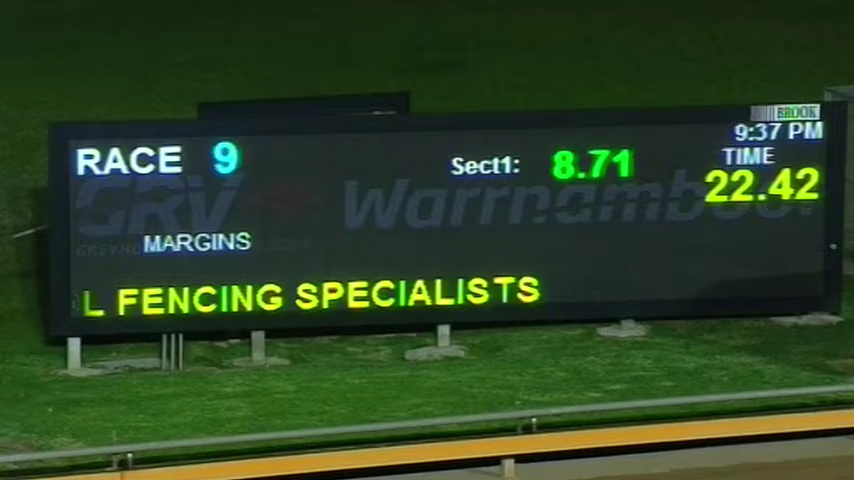 BROOK
9:37 PM
RACE 9
Sect1: 8.71
TIME
22.42
GRV
Warrnambool
MARGINS
L FENCING SPECIALISTS